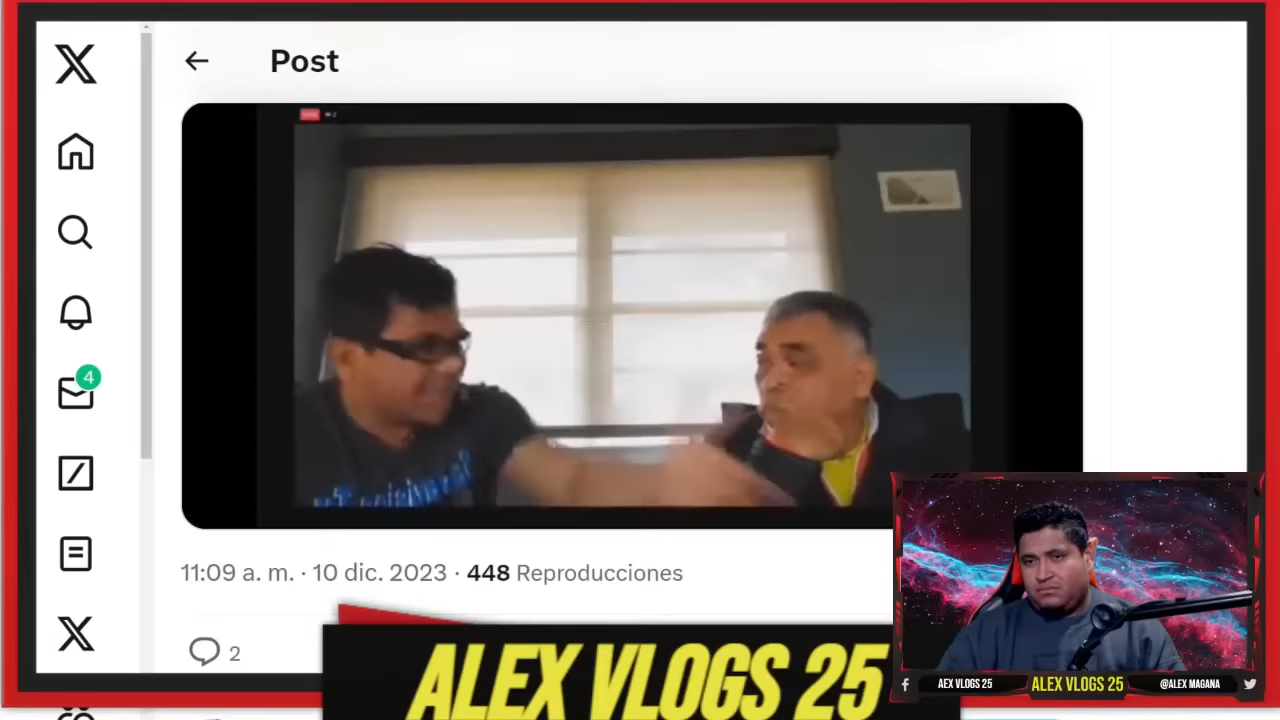 Post
4
11:09 a. m. · 10 dic. 2023 · 448 Reproducciones
2
ALEX VLOGS 25
AEX VLOGS 25
ALEX VLOGS 25
@ALEX MAGANA